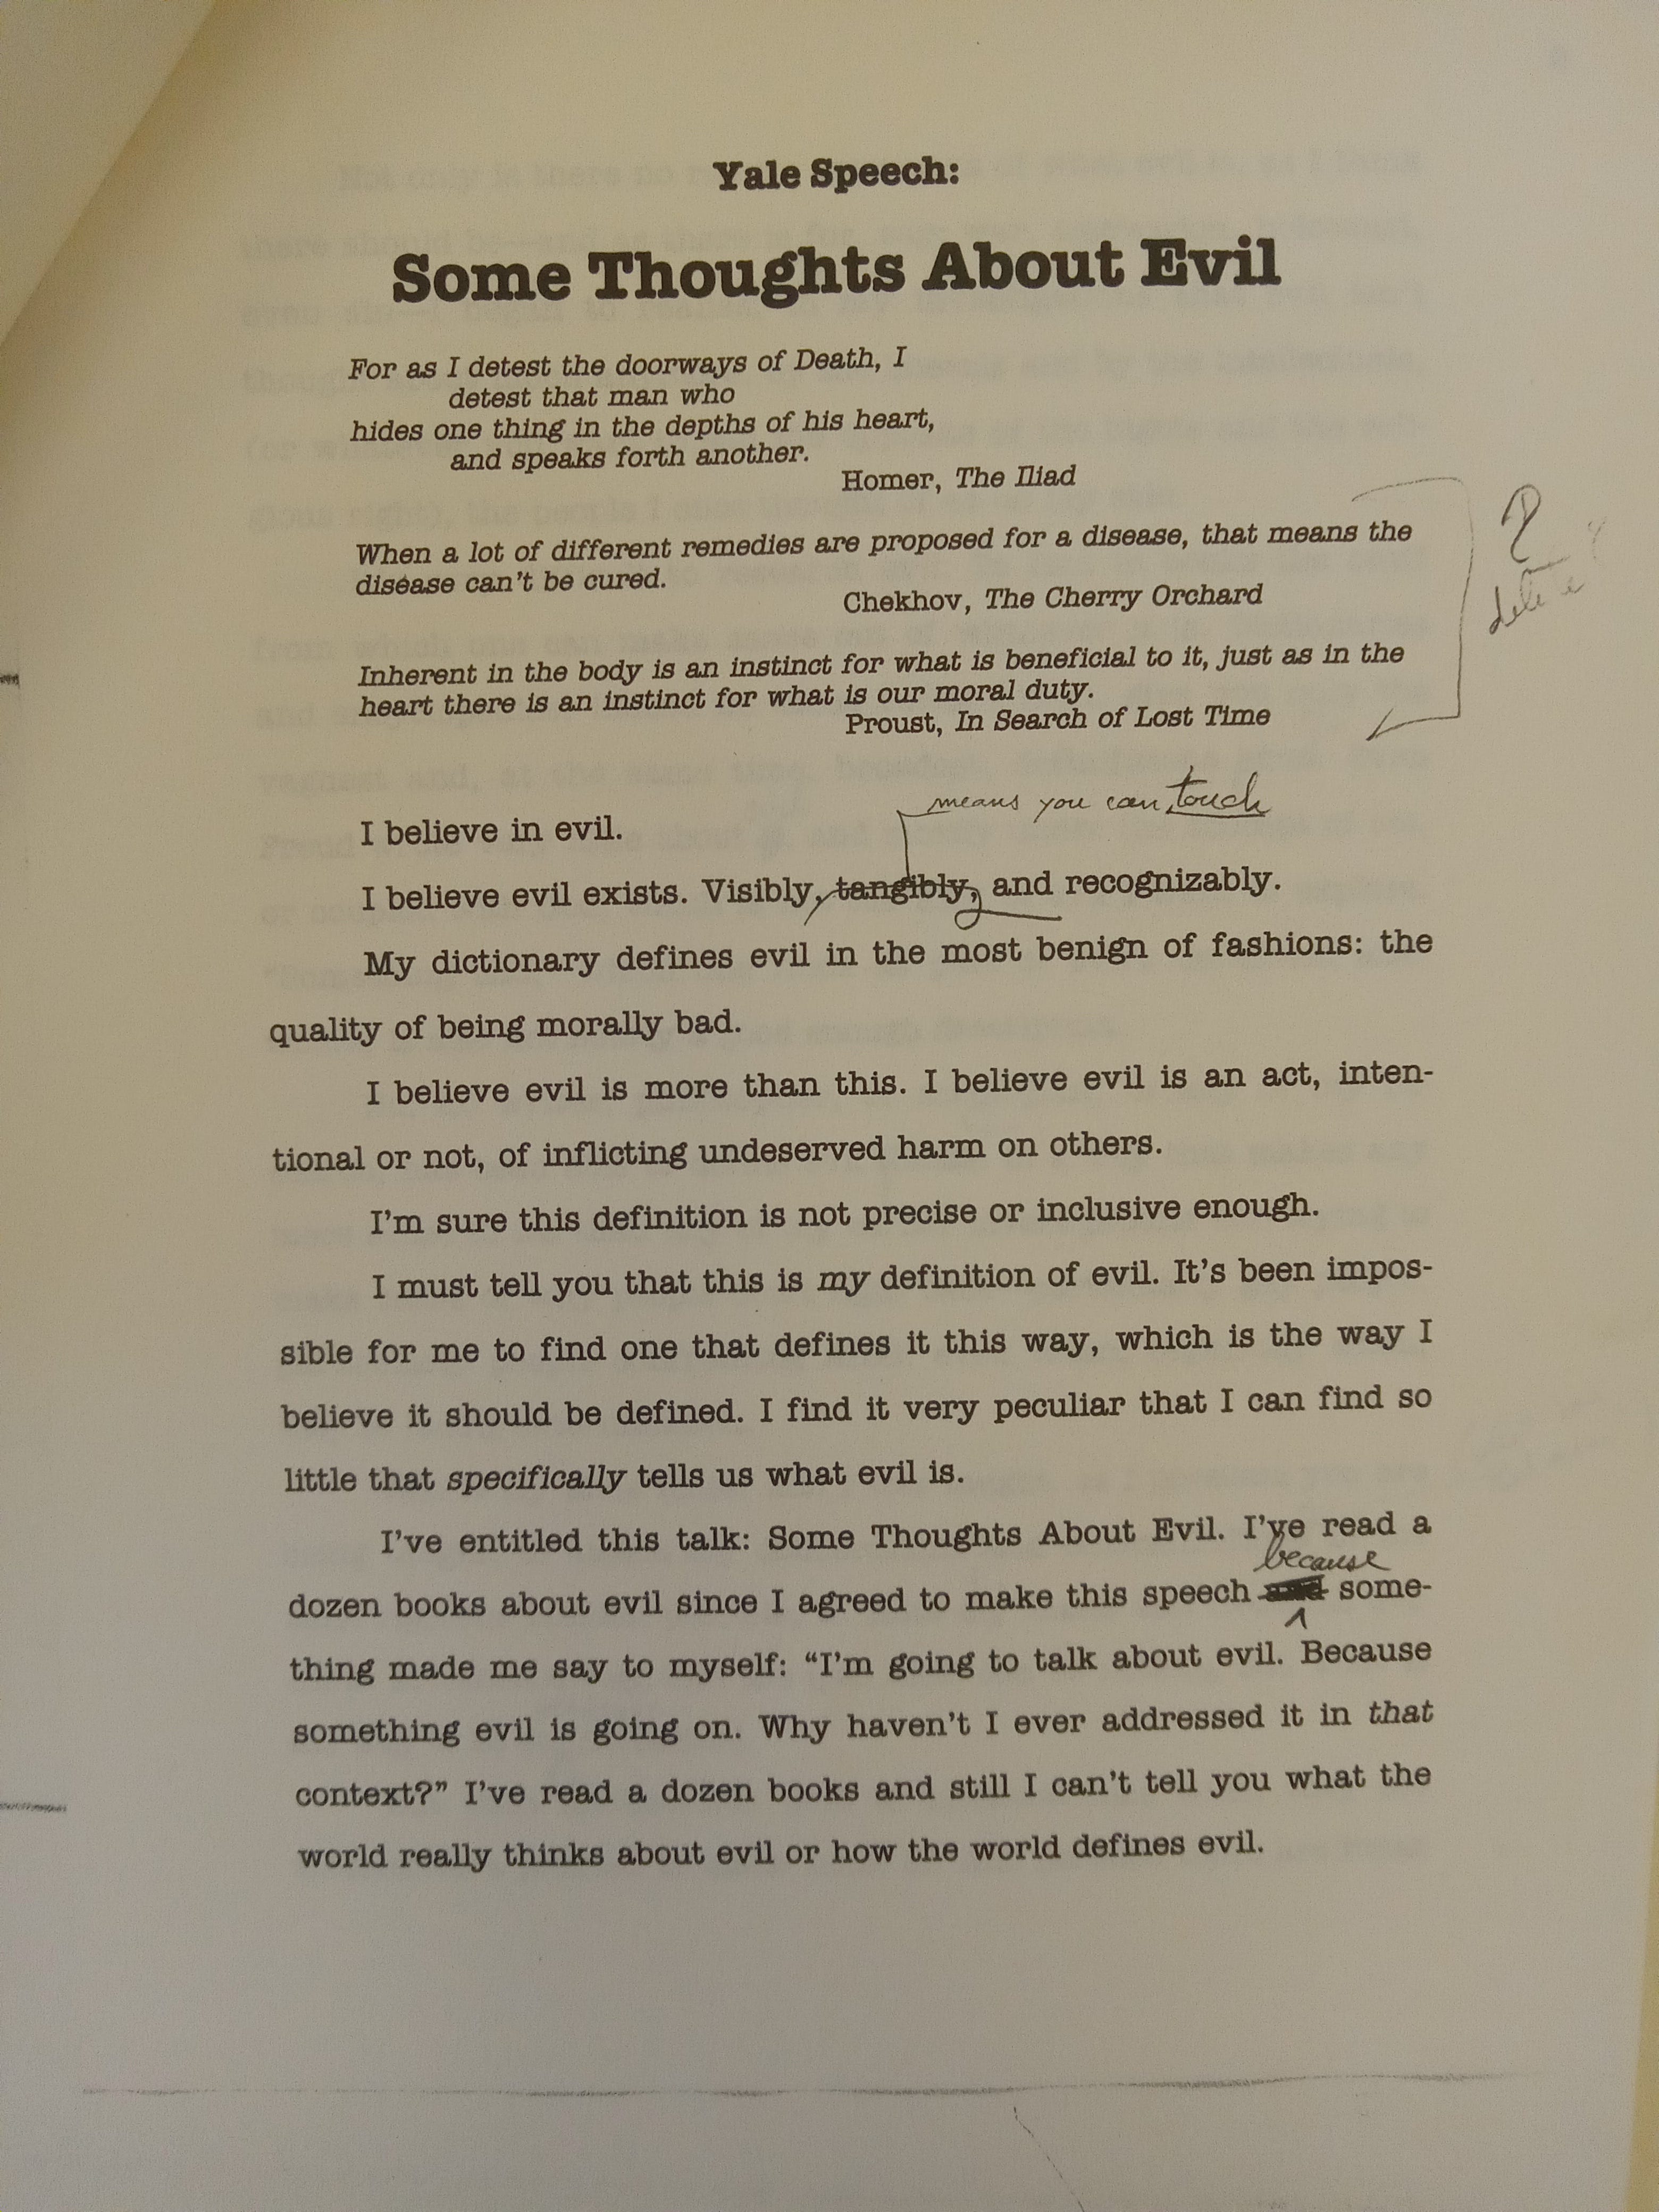 Yale Speech:
Some Thoughts About Evil
For as I detest the doorways of Death, I
detest that man who
hides one thing in the depths of his heart,
and speaks forth another.
Homer, The Iliad
When a lot of different remedies are proposed for a disease, that means the
disease can't be cured.
Chekhov, The Cherry Orchard
?
delete
Inherent in the body is an instinct for what is beneficial to it, just as in the
heart there is an instinct for what is our moral duty.
Proust, In Search of Lost Time
means you can touch
I believe in evil.
I believe evil exists. Visibly, tangibly, and recognizably.
My dictionary defines evil in the most benign of fashions: the
quality of being morally bad.
I believe evil is more than this. I believe evil is an act, inten-
tional or not, of inflicting undeserved harm on others.
I'm sure this definition is not precise or inclusive enough.
I must tell you that this is my definition of evil. It's been impos-
sible for me to find one that defines it this way, which is the way I
believe it should be defined. I find it very peculiar that I can find so
little that specifically tells us what evil is.
I've entitled this talk: Some Thoughts About Evil. I've read a
because
dozen books about evil since I agreed to make this speech and some-
thing made me say to myself: "I'm going to talk about evil. Because
something evil is going on. Why haven't I ever addressed it in that
context?" I've read a dozen books and still I can't tell you what the
world really thinks about evil or how the world defines evil.